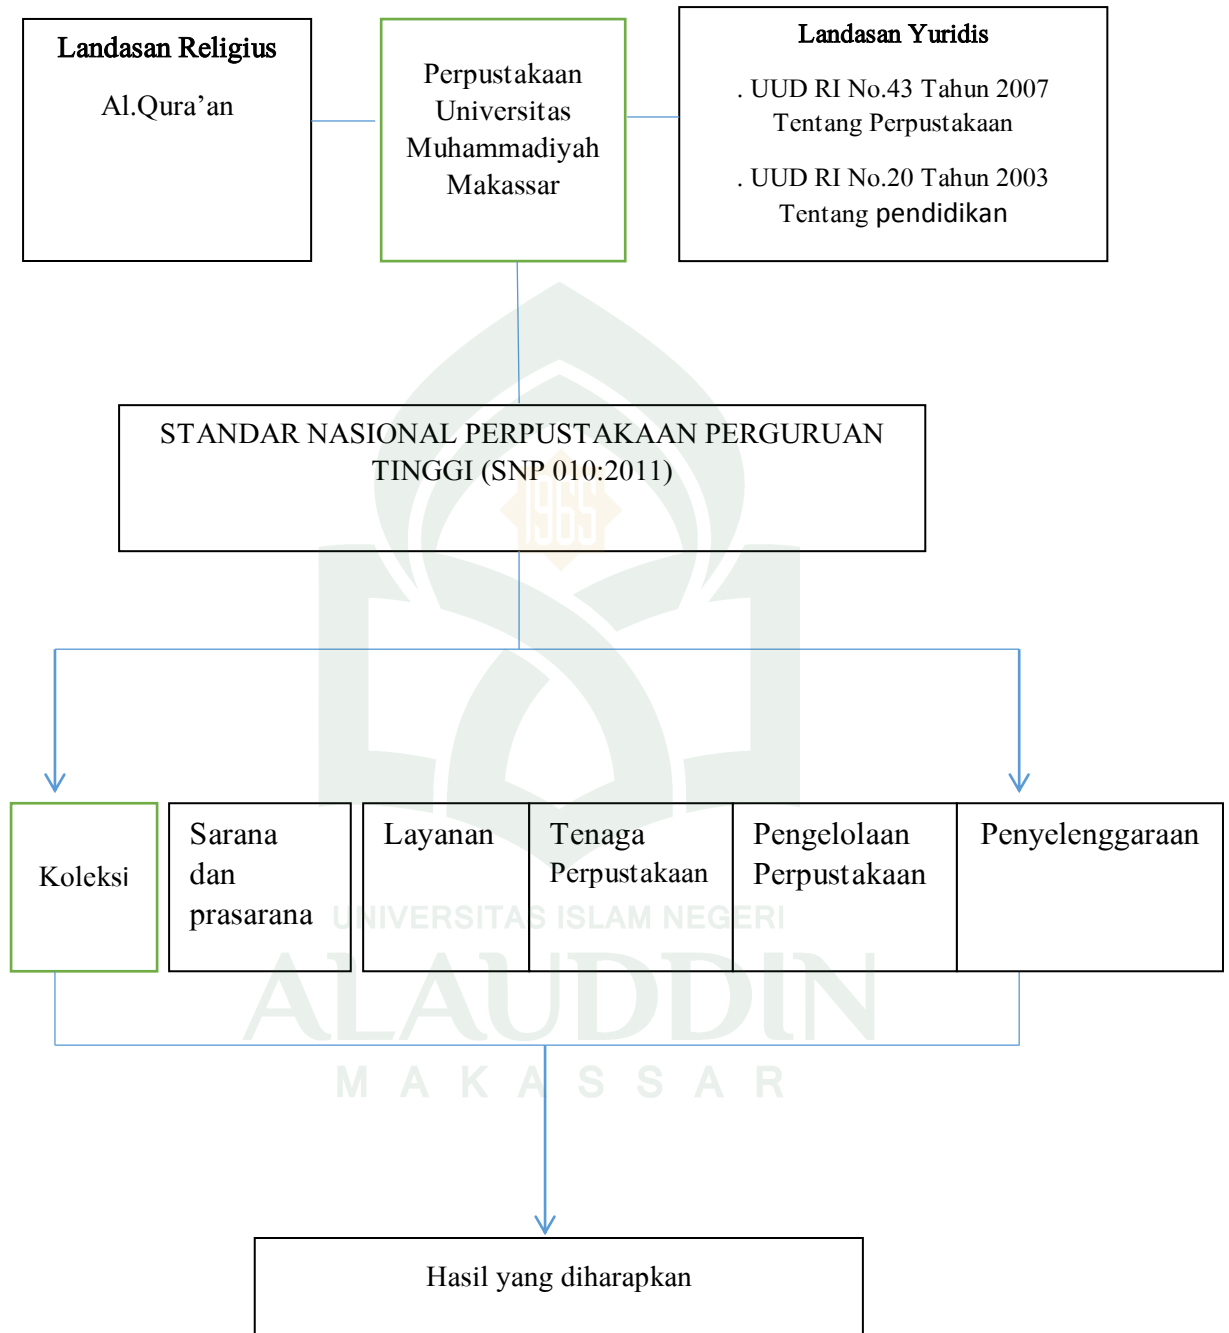 Landasan Religius
Al.Qura’an
Perpustakaan
Universitas
Muhammadiyah
Makassar
Landasan Yuridis
. UUD RI No.43 Tahun 2007
Tentang Perpustakaan
. UUD RI No.20 Tahun 2003
Tentang pendidikan
STANDAR NASIONAL PERPUSTAKAAN PERGURUAN
TINGGI (SNP 010:2011)
1965
Koleksi
Sarana
dan
prasarana
Layanan
Tenaga
Perpustakaan
Pengelolaan
Perpustakaan
Penyelenggaraan
UNIVERSITAS ISLAM NEGERI
ALAUDDIN
MAKASSAR
Hasil yang diharapkan